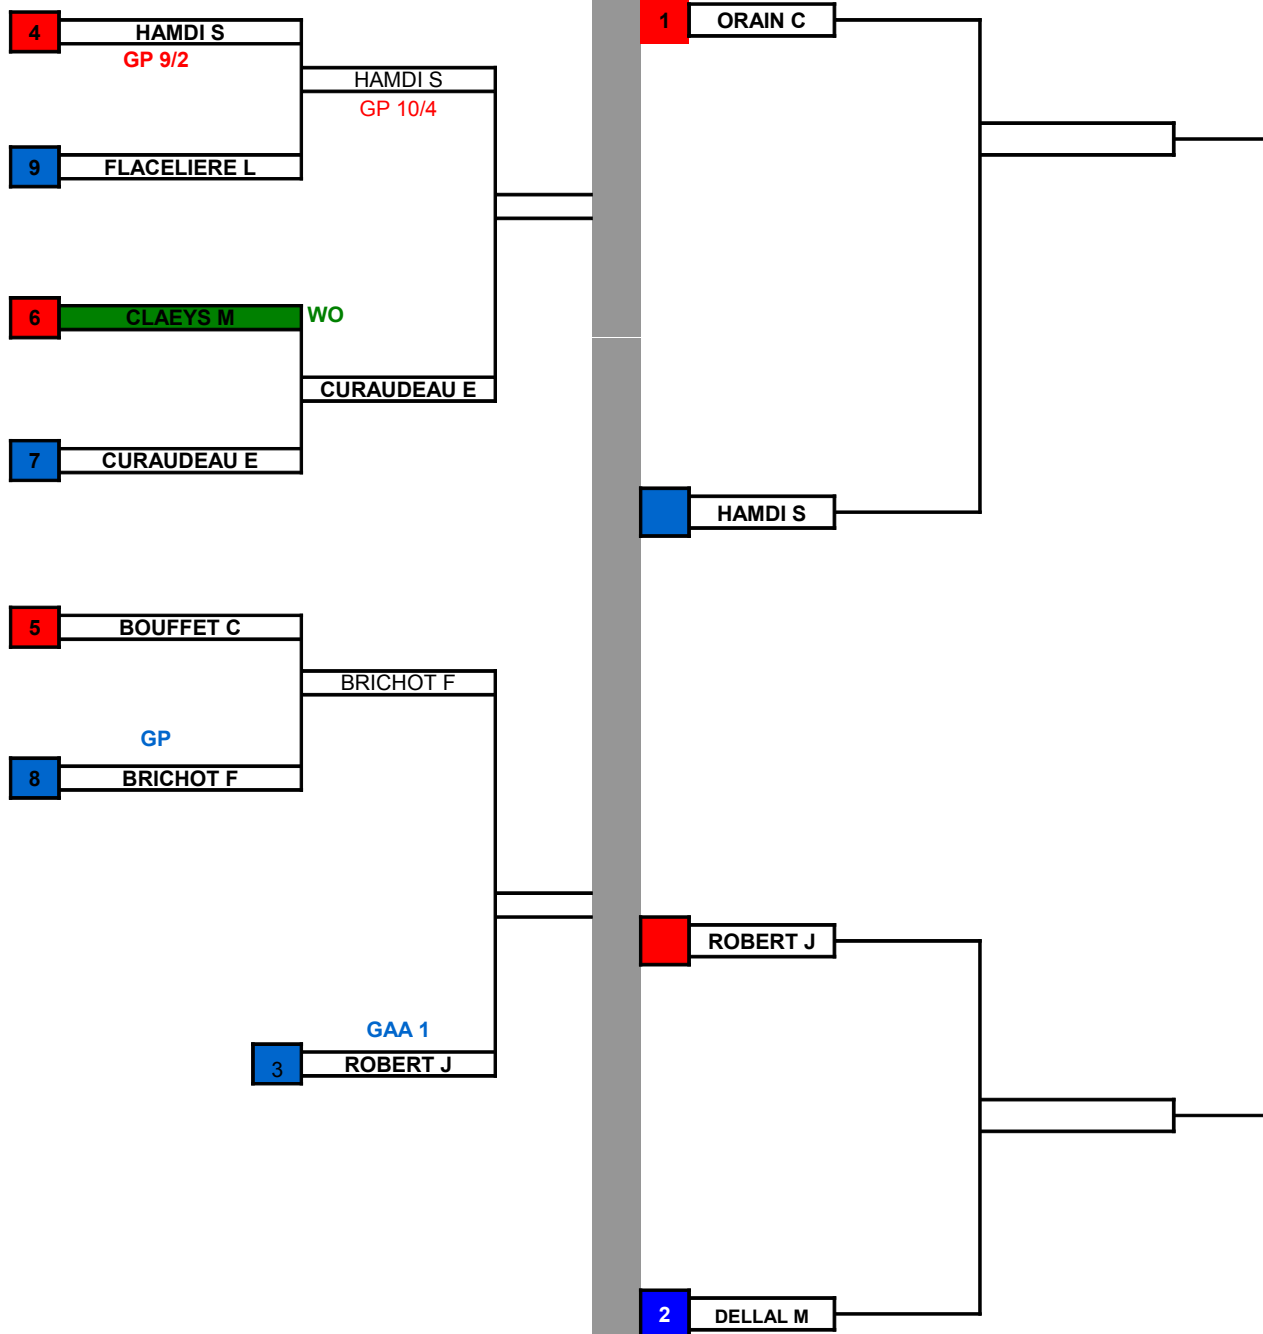 4 HAMDI S
GP 9/2
HAMDI S
GP 10/4
9 FLACELIERE L
6 CLAEYS M WO
CURAUDEAU E
7 CURAUDEAU E
5 BOUFFET C
BRICHOT F
GP
8 BRICHOT F
GAA 1
3 ROBERT J
1 ORAIN C
HAMDI S
ROBERT J
2 DELLAL M